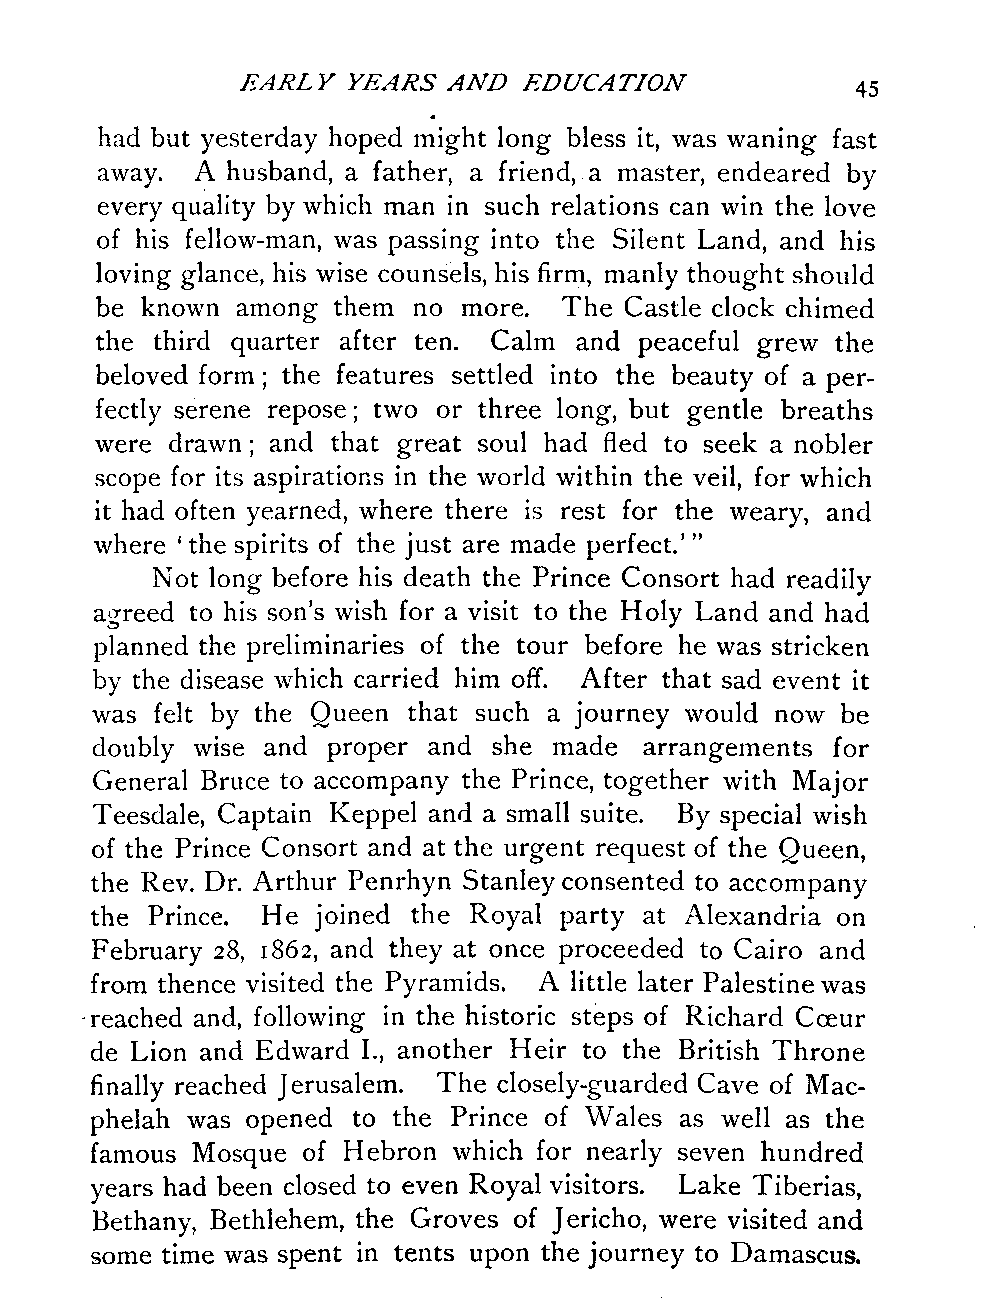 EARLY YEARS AND EDUCATION 45
had but yesterday hoped might long bless it, was waning fast
away. A husband, a father, a friend, a master, endeared by
every quality by which man in such relations can win the love
of his fellow-man, was passing into the Silent Land, and his
loving glance, his wise counsels, his firm, manly thought should
be known among them no more. The Castle clock chimed
the third quarter after ten. Calm and peaceful grew the
beloved form; the features settled into the beauty of a per-
fectly serene repose; two or three long, but gentle breaths
were drawn; and that great soul had fled to seek a nobler
scope for its aspirations in the world within the veil, for which
it had often yearned, where there is rest for the weary, and
where ‘the spirits of the just are made perfect.’”
Not long before his death the Prince Consort had readily
agreed to his son's wish for a visit to the Holy Land and had
planned the preliminaries of the tour before he was stricken
by the disease which carried him off. After that sad event it
was felt by the Queen that such a journey would now be
doubly wise and proper and she made arrangements for
General Bruce to accompany the Prince, together with Major
Teesdale, Captain Keppel and a small suite. By special wish
of the Prince Consort and at the urgent request of the Queen,
the Rev. Dr. Arthur Penrhyn Stanley consented to accompany
the Prince. He joined the Royal party at Alexandria on
February 28, 1862, and they at once proceeded to Cairo and
from thence visited the Pyramids. A little later Palestine was
reached and, following in the historic steps of Richard Cœur
de Lion and Edward I., another Heir to the British Throne
finally reached Jerusalem. The closely-guarded Cave of Mac-
phelah was opened to the Prince of Wales as well as the
famous Mosque of Hebron which for nearly seven hundred
years had been closed to even Royal visitors. Lake Tiberias,
Bethany, Bethlehem, the Groves of Jericho, were visited and
some time was spent in tents upon the journey to Damascus.